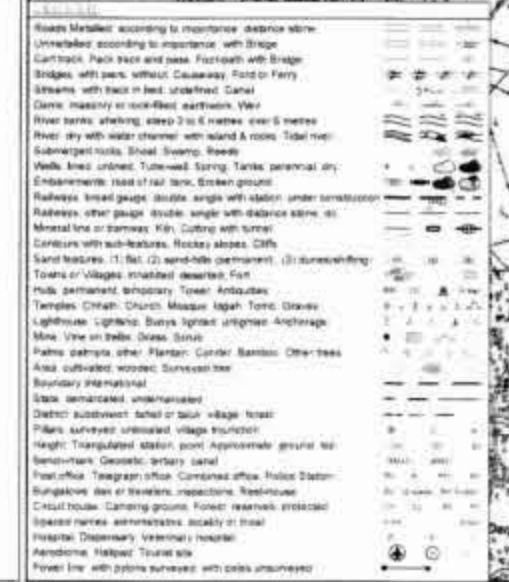 Roads Metalled: according to importance distance stone
Unmetalled: according to importance with Bridge
Cart track. Pack track and pass. Foot-path with Bridge
Bridges: with piers. without. Causeway. Ford or Ferry
Streams: with track in bed. undefined. Canal
Dams: masonry or rock-filled. earthwork. Weir
River banks: shelving, steep 3 to 6 metres over 6 metres
River: dry with water channel: with island & rocks. Tidal river
Submerged rocks. Shoal. Swamp. Reeds
Wells: lined. unlined. Tube-well. Spring. Tanks: perennial. dry
Embankments: road or rail. tank. Broken ground
Railways: broad gauge: double. single with station. under construction
Railways: other gauge: double. single with distance stone. do
Mineral line or tramway. Kiln. Cutting with tunnel
Contours with sub-features. Rockey slopes. Cliffs
Sand features: (1) flat. (2) sand-hills (permanent). (3) dunes(shifting)
Towns or Villages: inhabited. deserted. Fort
Huts: permanent. temporary. Tower. Antiquities
Temples. Chhatri. Church. Mosque. Idgah. Tomb. Graves
Lighthouse. Lightship. Buoys: lighted. unlighted. Anchorage
Mine. Vine on trellis. Grass. Scrub
Palms: palmyra. other. Plantain. Conifer. Bamboo. Other trees
Area: cultivated. wooded. Surveyed tree
Boundary international
State: demarcated. undemarcated
District: subdivision. tahsil or taluk. village. forest
Pillars: surveyed. unlocated. village trijunction
Height: Triangulated: station. point. Approximate
Bench-mark: Geodetic. tertiary. canal
Post office. Telegraph office. Combined office. Police Station
Bungalows: dak or travelers. inspections. Rest-house
Circuit house. Camping ground. Forest: reserved. protected
Spaced names: administrative. locality or tribal
Hospital. Dispensary. Veterinary hospital
Aerodrome. Helipad. Tourist site
Power line: with pylons surveyed; with poles unsurveyed